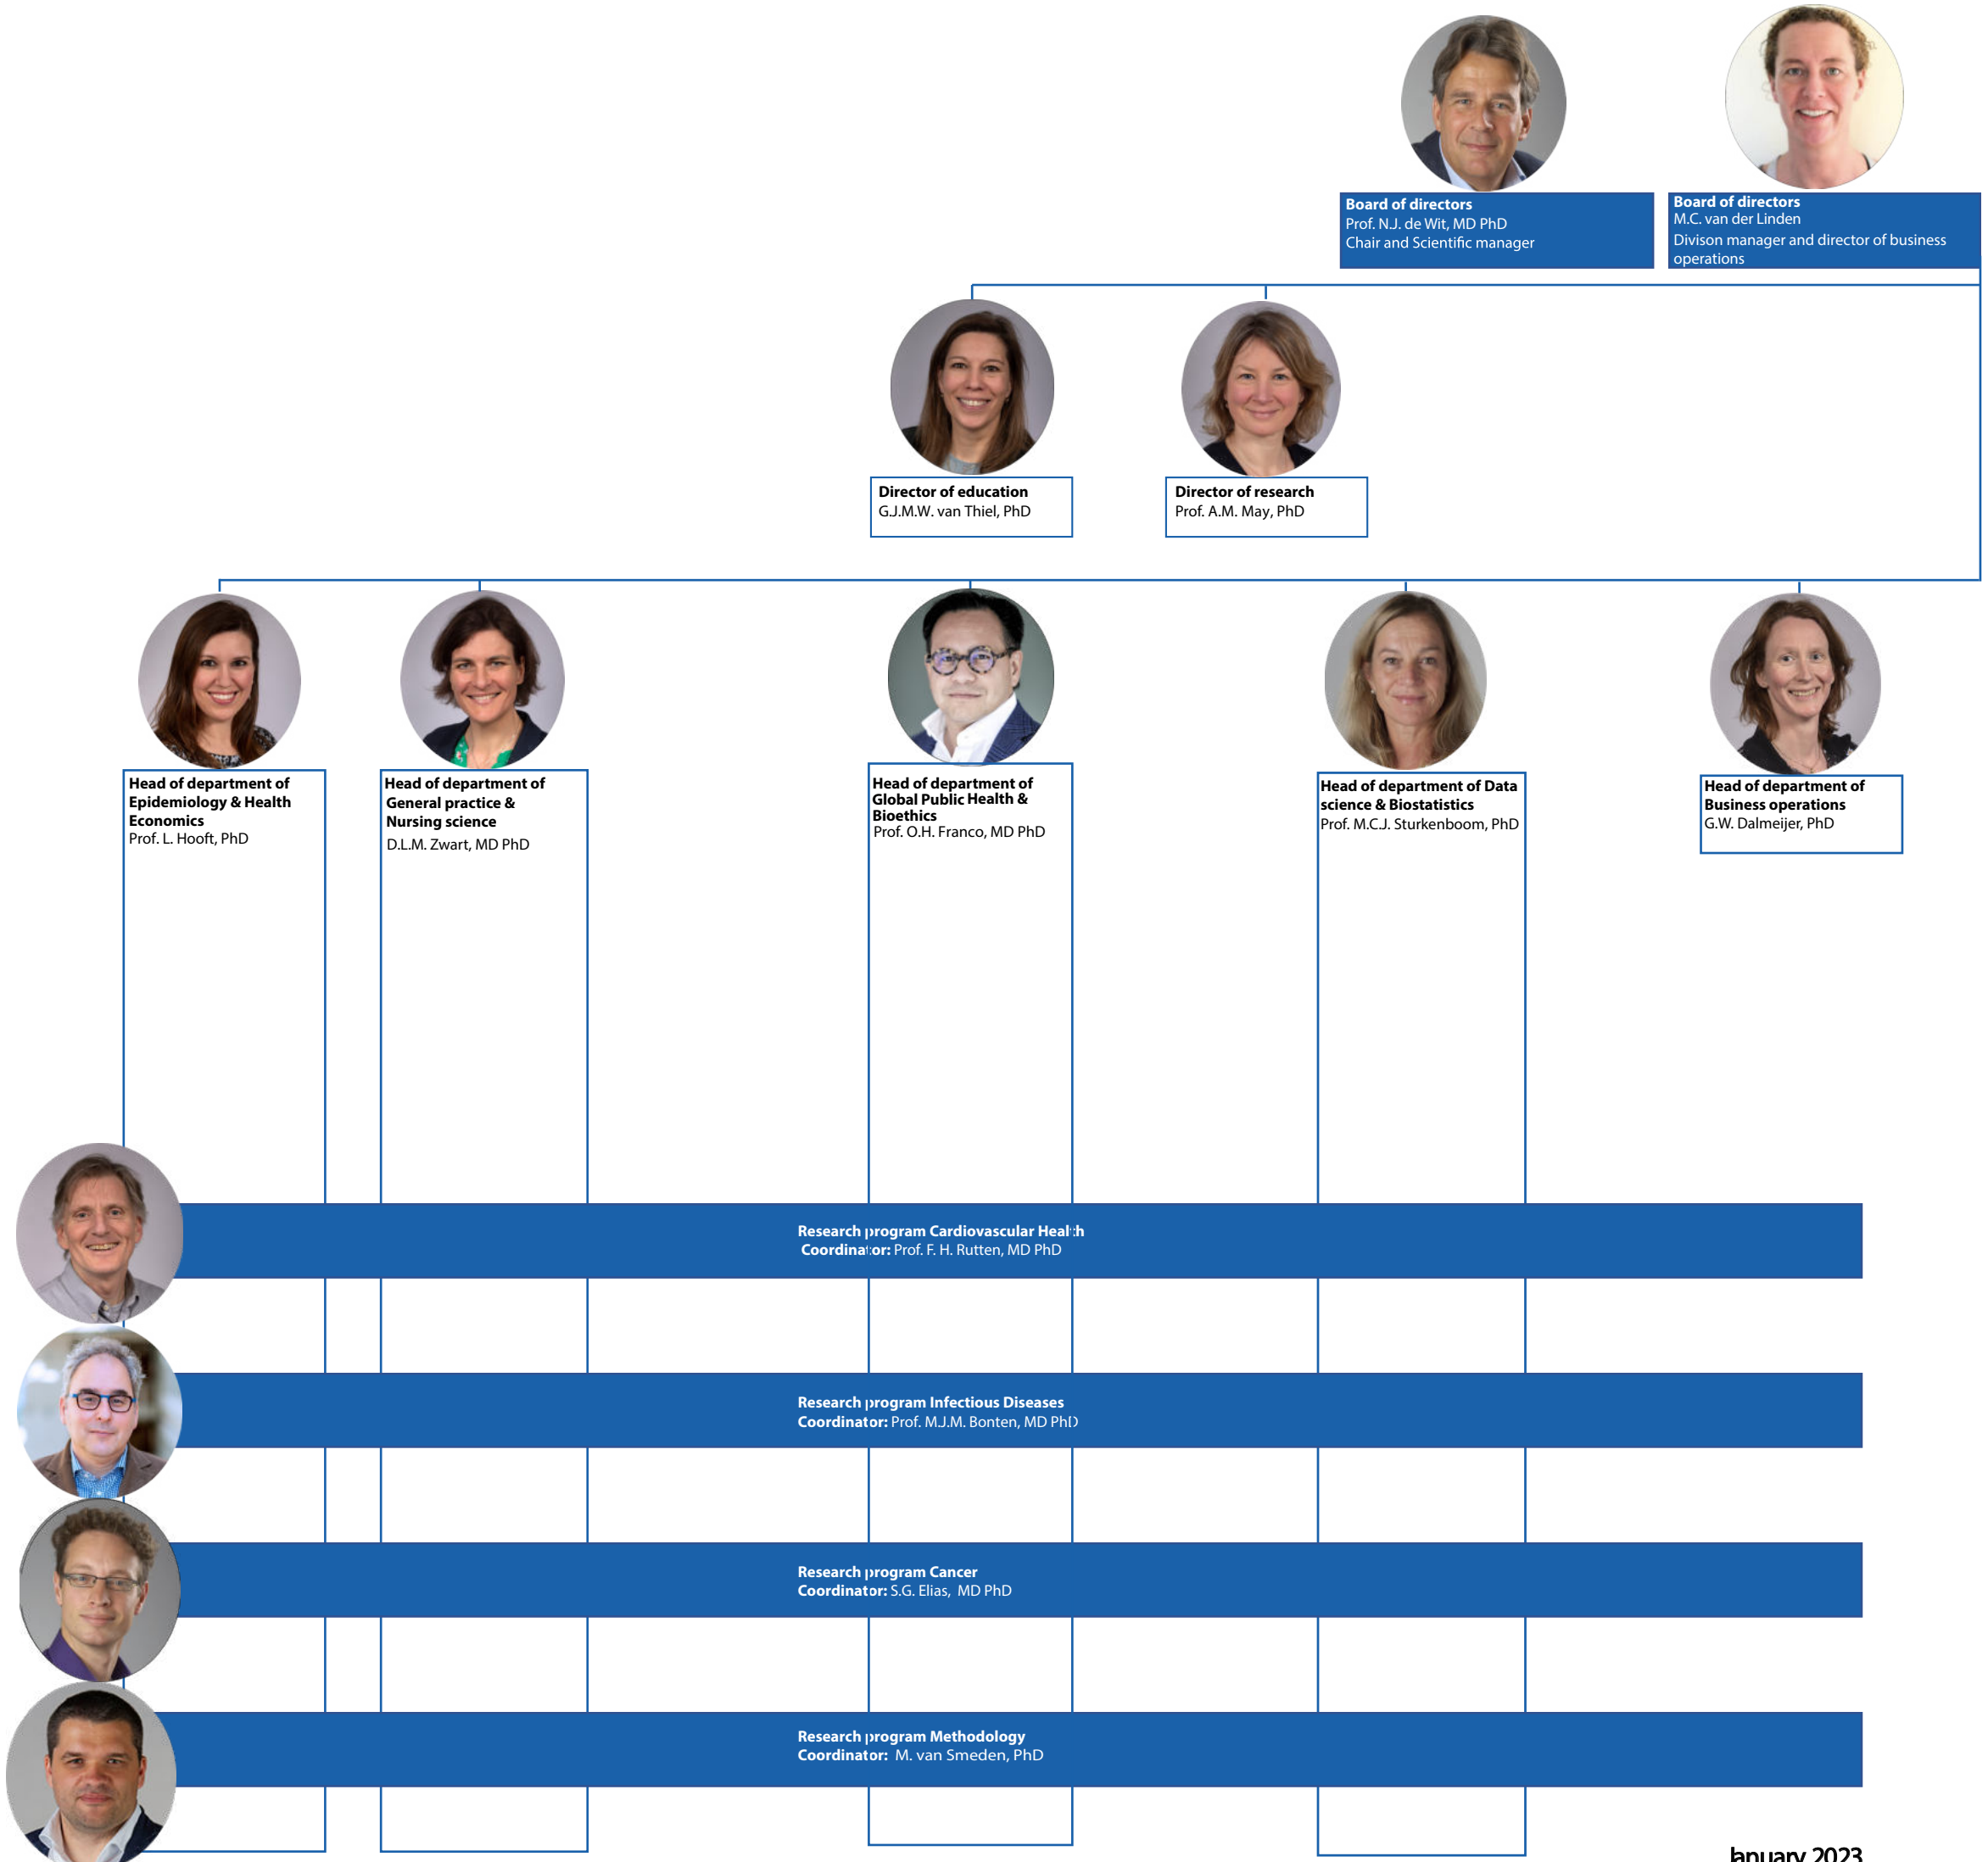 Board of directors
Prof. N.J. de Wit, MD PhD
Chair and Scientific manager
Board of directors
M.C. van der Linden
Divison manager and director of business
operations
Director of education
G.J.M.W. van Thiel, PhD
Director of research
Prof. A.M. May, PhD
Head of department of
Epidemiology & Health
Economics
Prof. L. Hooft, PhD
Head of department of
General practice &
Nursing science
D.L.M. Zwart, MD PhD
Head of department of
Global Public Health &
Bioethics
Prof. O.H. Franco, MD PhD
Head of department of Data
science & Biostatistics
Prof. M.C.J. Sturkenboom, PhD
Head of department of
Business operations
G.W. Dalmeijer, PhD
Research program Cardiovascular Health
Coordinator: Prof. F. H. Rutten, MD PhD
Research program Infectious Diseases
Coordinator: Prof. M.J.M. Bonten, MD PhD
Research program Cancer
Coordinator: S.G. Elias, MD PhD
Research program Methodology
Coordinator: M. van Smeden, PhD
January 2023